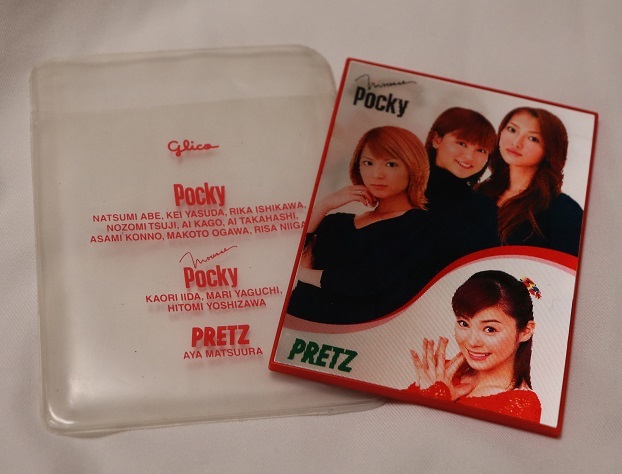 Glico
Pocky
NATSUMI ABE, KEI YASUDA, RIKA ISHIKAWA,
NOZOMI TSUJI, AI KAGO, AI TAKAHASHI,
ASAMI KONNO, MAKOTO OGAWA, RISA NIIGA
mousse
Pocky
KAORI IIDA, MARI YAGUCHI,
HITOMI YOSHIZAWA
PRETZ
AYA MATSUURA
mousse
Pocky
PRETZ